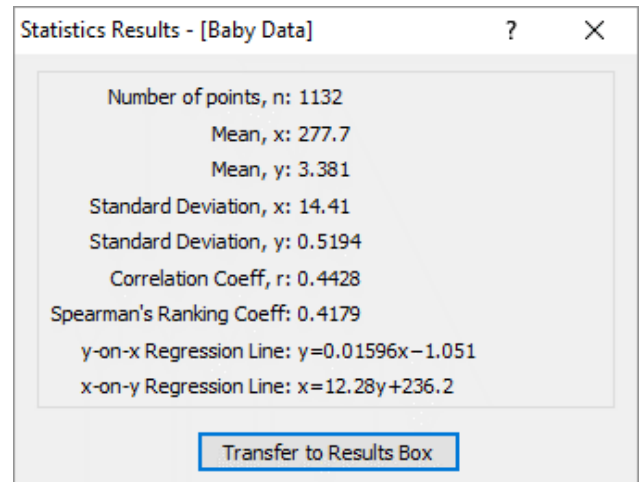 Statistics Results - [Baby Data] ? ×
Number of points, n: 1132
Mean, x: 277.7
Mean, y: 3.381
Standard Deviation, x: 14.41
Standard Deviation, y: 0.5194
Correlation Coeff, r: 0.4428
Spearman's Ranking Coeff: 0.4179
y-on-x Regression Line: y=0.01596x−1.051
x-on-y Regression Line: x=12.28y+236.2
Transfer to Results Box